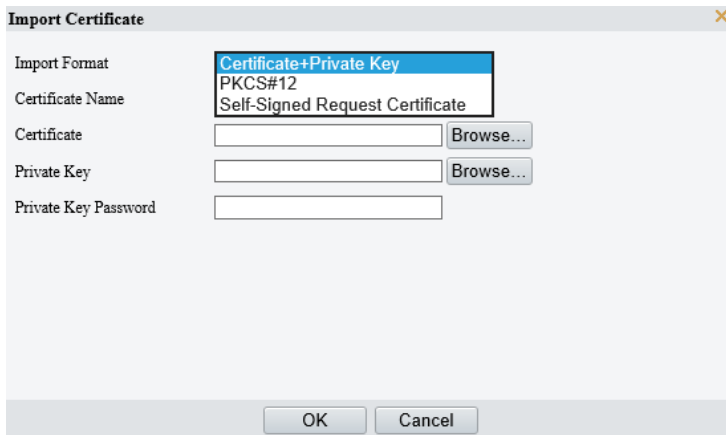 Import Certificate
Import Format
Certificate+Private Key
PKCS#12
Certificate Name
Self-Signed Request Certificate
Certificate
Browse...
Private Key
Browse...
Private Key Password
OK
Cancel